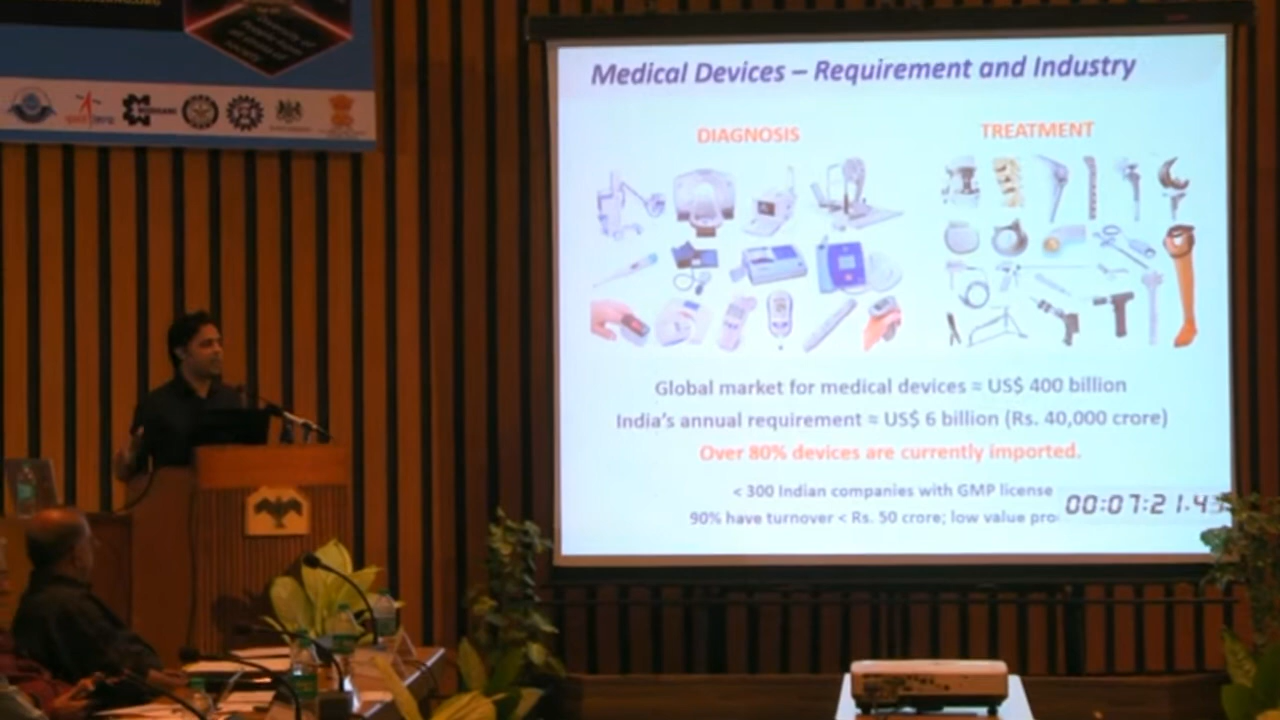 Medical Devices – Requirement and Industry
DIAGNOSIS
TREATMENT
Global market for medical devices ≈ US$ 400 billion
India's annual requirement ≈ US$ 6 billion (Rs. 40,000 crore)
Over 80% devices are currently imported.
< 300 Indian companies with GMP license
90% have turnover < Rs. 50 crore; low value pro
00:07:21.43